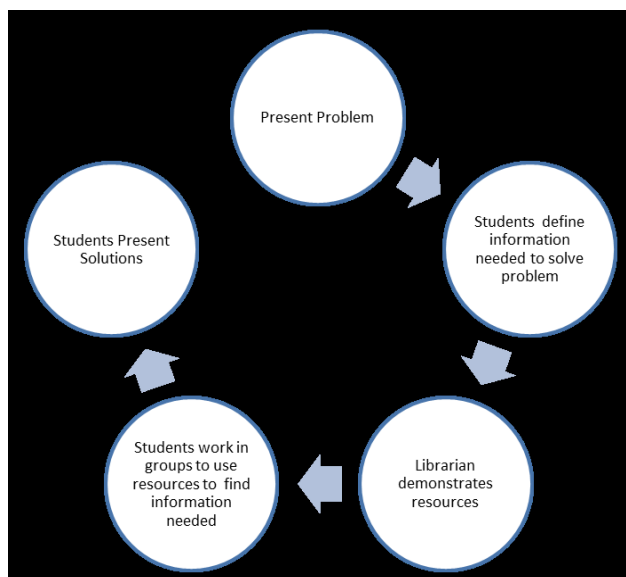 Present Problem
Students define
information
needed to solve
problem
Librarian
demonstrates
resources
Students work in
groups to use
resources to find
information
needed
Students Present
Solutions